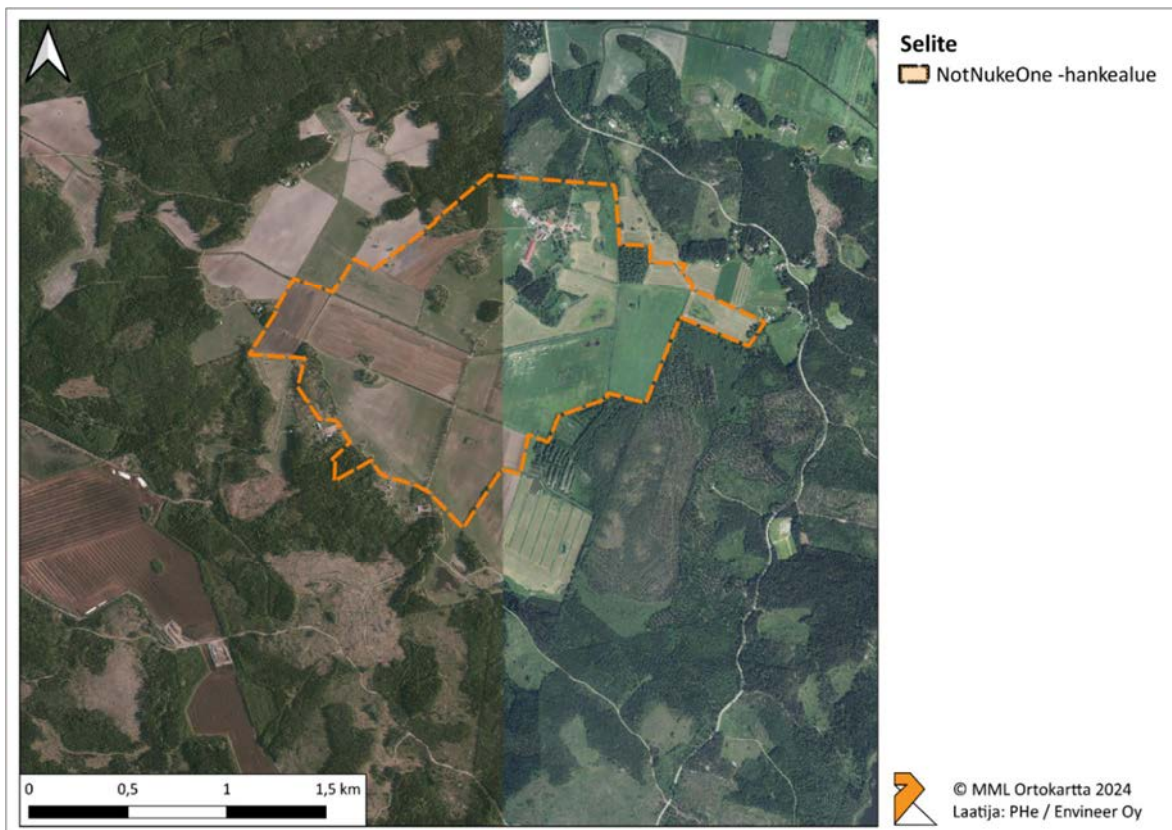 Selite
NotNukeOne -hankealue
0 0,5 1 1,5 km
© MML Ortokartta 2024
Laatija: PHe / Envineer Oy